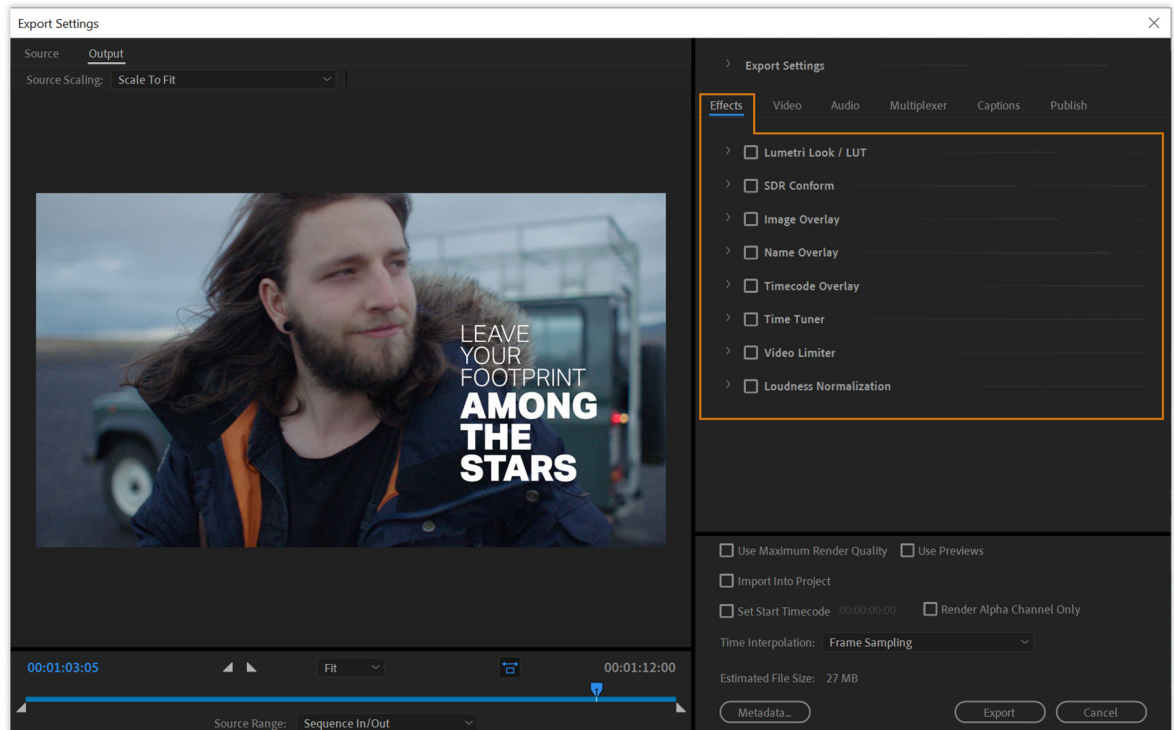 Export Settings
Source Output
Source Scaling: Scale To Fit
LEAVE
YOUR
FOOTPRINT
AMONG
THE
STARS
00:01:03:05 Fit 00:01:12:00
Source Range: Sequence In/Out
Export Settings
Effects Video Audio Multiplexer Captions Publish
Lumetri Look / LUT
SDR Conform
Image Overlay
Name Overlay
Timecode Overlay
Time Tuner
Video Limiter
Loudness Normalization
Use Maximum Render Quality Use Previews
Import Into Project
Set Start Timecode 00:00:00:00 Render Alpha Channel Only
Time Interpolation: Frame Sampling
Estimated File Size: 27 MB
Metadata... Export Cancel